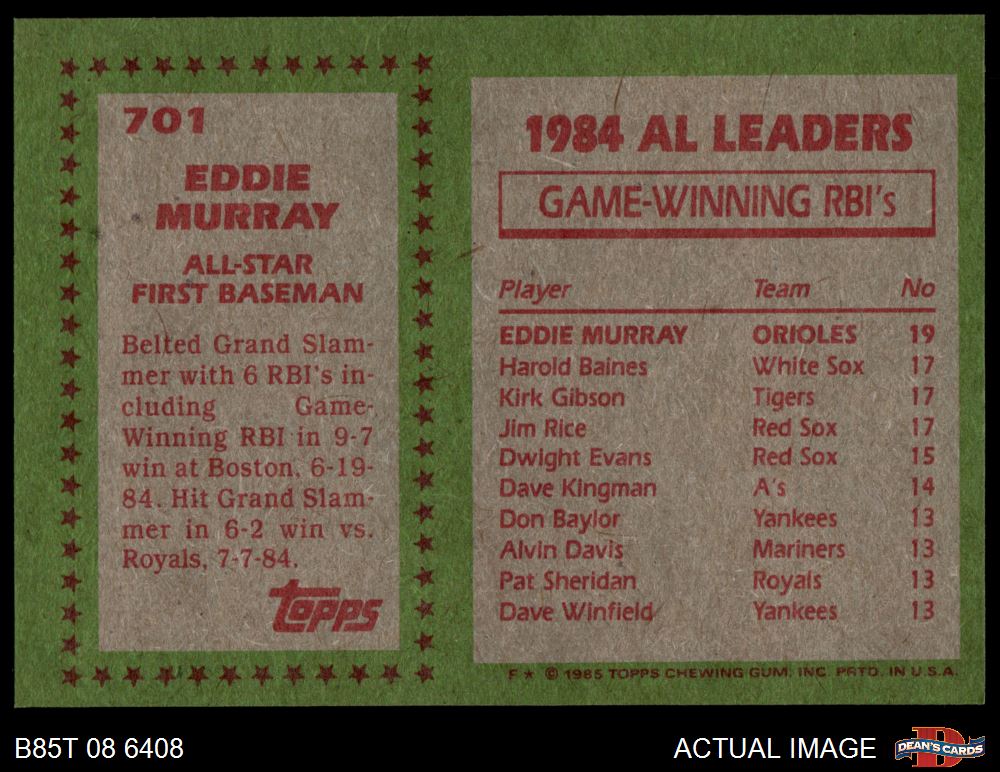 701
EDDIE
MURRAY
ALL-STAR
FIRST BASEMAN
Belted Grand Slam-
mer with 6 RBI's in-
cluding Game-
Winning RBI in 9-7
win at Boston, 6-19-
84. Hit Grand Slam-
mer in 6-2 win vs.
Royals, 7-7-84.
TOPPS
1984 AL LEADERS
GAME-WINNING RBI's
Player Team No
EDDIE MURRAY ORIOLES 19
Harold Baines White Sox 17
Kirk Gibson Tigers 17
Jim Rice Red Sox 17
Dwight Evans Red Sox 15
Dave Kingman A's 14
Don Baylor Yankees 13
Alvin Davis Mariners 13
Pat Sheridan Royals 13
Dave Winfield Yankees 13
F ★ © 1985 TOPPS CHEWING GUM, INC. PRTD. IN U.S.A.
B85T 08 6408
ACTUAL IMAGE
D
DEAN'S CARDS